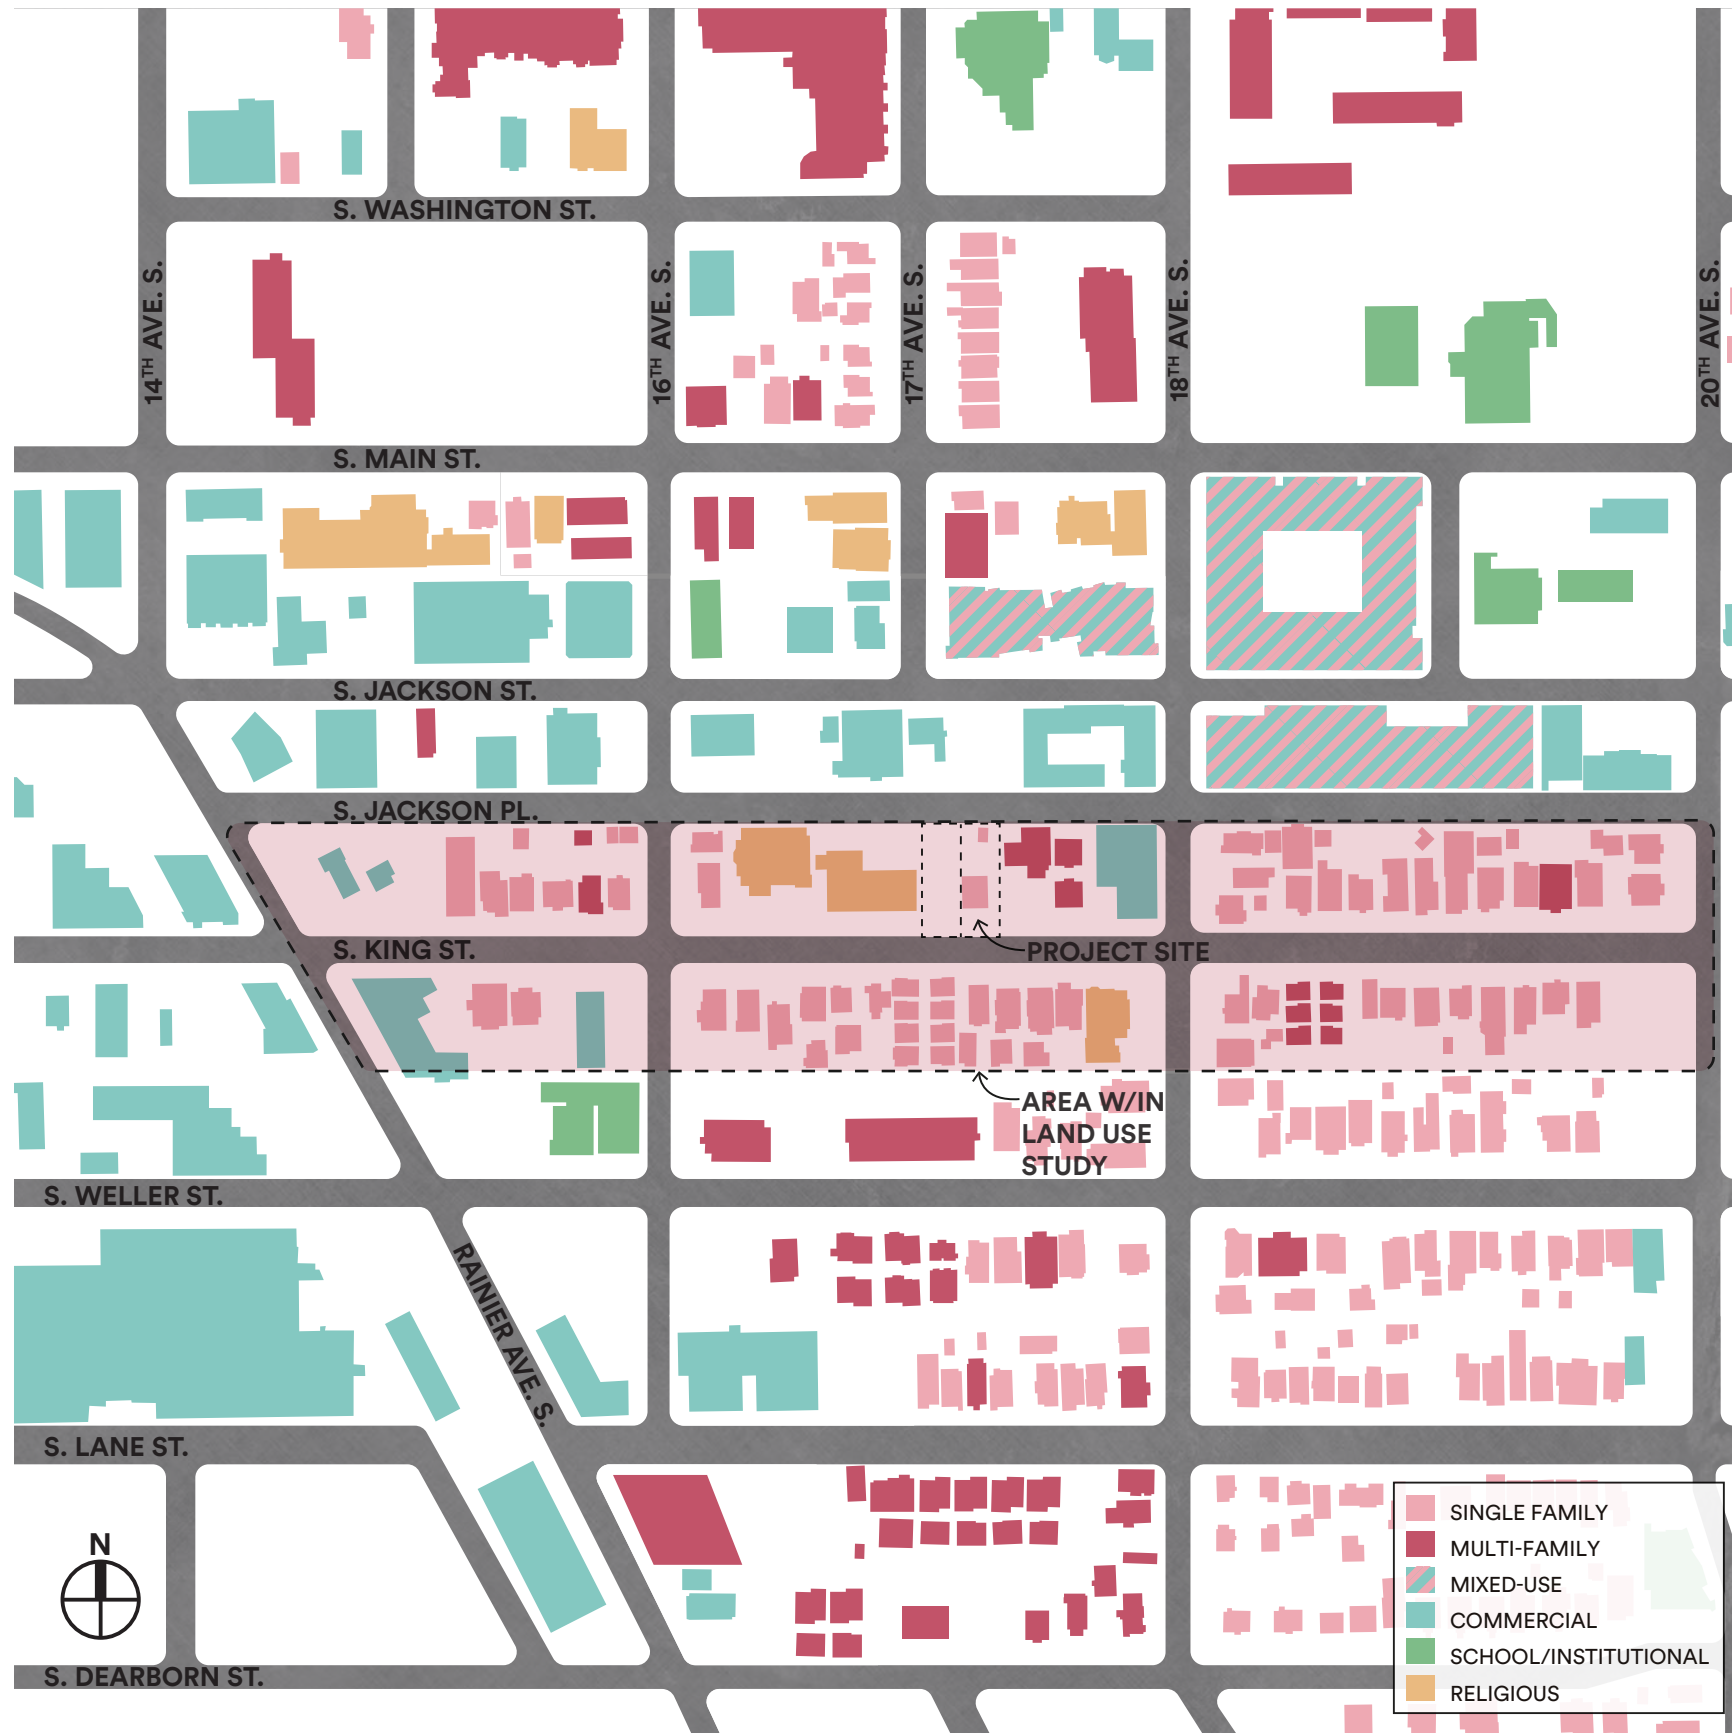 S. WASHINGTON ST.
14TH AVE. S.
16TH AVE. S.
17TH AVE. S.
18TH AVE. S.
20TH AVE. S.
S. MAIN ST.
S. JACKSON ST.
S. JACKSON PL.
S. KING ST.
PROJECT SITE
AREA W/IN
LAND USE
STUDY
S. WELLER ST.
RAINIER AVE. S.
S. LANE ST.
N
S. DEARBORN ST.
SINGLE FAMILY
MULTI-FAMILY
MIXED-USE
COMMERCIAL
SCHOOL/INSTITUTIONAL
RELIGIOUS